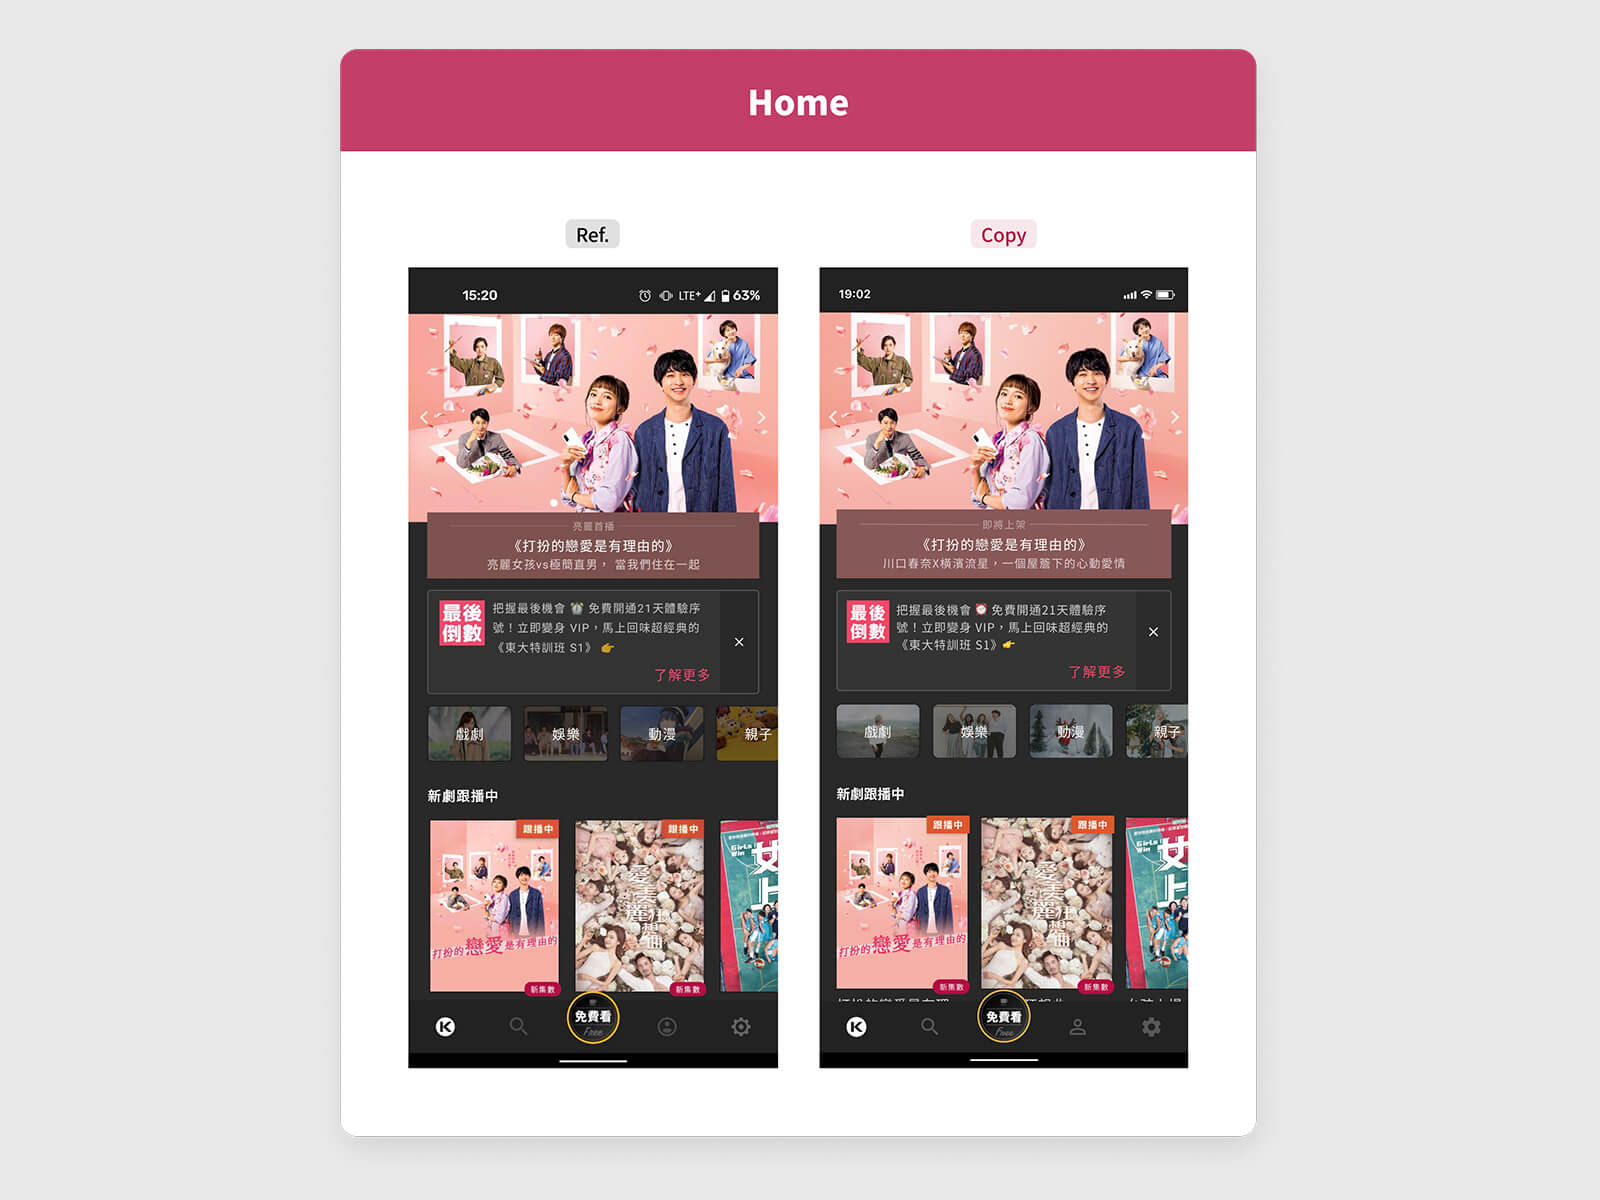 Home
Ref.
15:20
LTE+
63%
亮麗首播
《打扮的戀愛是有理由的》
亮麗女孩vs極簡直男， 當我們住在一起
最後
倒數
把握最後機會 ⏰ 免費開通21天體驗序
號！立即變身 VIP，馬上回味超經典的
《東大特訓班 S1》 👉
了解更多
×
戲劇
娛樂
動漫
親子
新劇跟播中
跟播中
打扮的戀愛是有理由的
新集數
跟播中
愛美麗狂想曲
新集數
Girls
Win
女
上
K
免費看
Free
Copy
19:02
即將上架
《打扮的戀愛是有理由的》
川口春奈X橫濱流星，一個屋簷下的心動愛情
最後
倒數
把握最後機會 ⏰ 免費開通21天體驗序
號！立即變身 VIP，馬上回味超經典的
《東大特訓班 S1》👉
了解更多
×
戲劇
娛樂
動漫
親子
新劇跟播中
跟播中
打扮的戀愛是有理由的
新集數
跟播中
愛美麗狂想曲
新集數
Girls
Win
女
上
K
免費看
Free